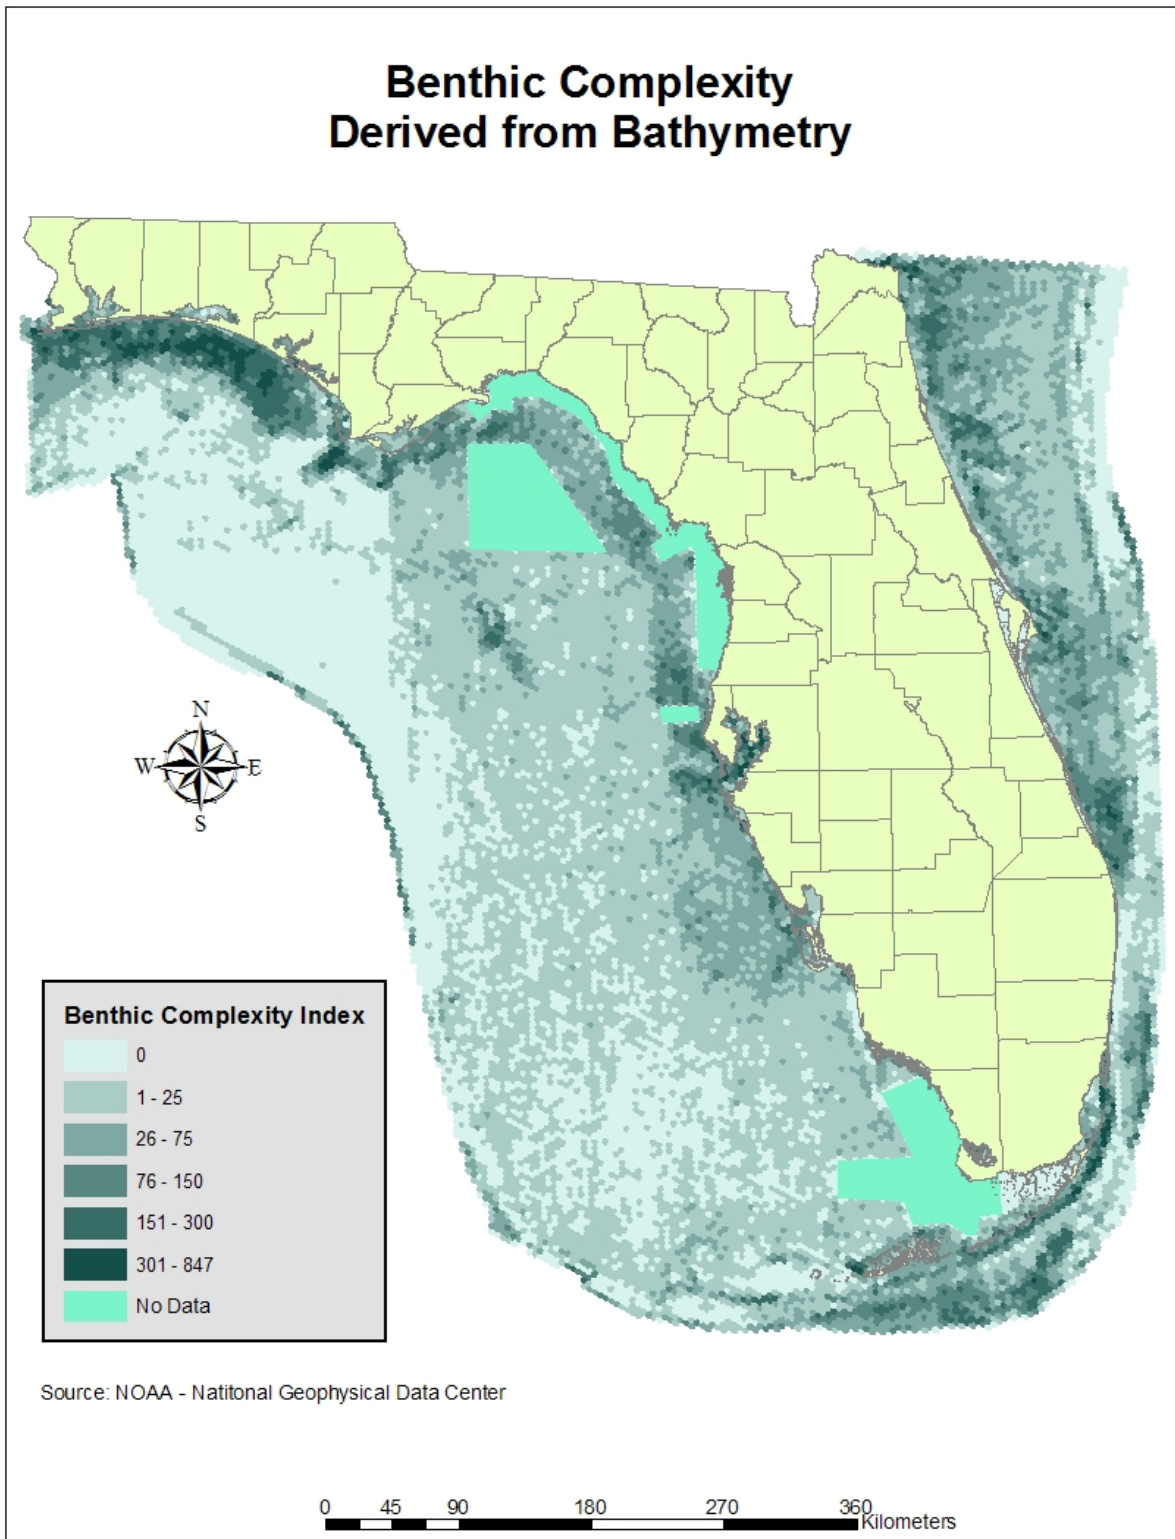 Benthic Complexity
Derived from Bathymetry
N
W E
S
Benthic Complexity Index
0
1 - 25
26 - 75
76 - 150
151 - 300
301 - 847
No Data
Source: NOAA - Natitonal Geophysical Data Center
0 45 90 180 270 360
Kilometers